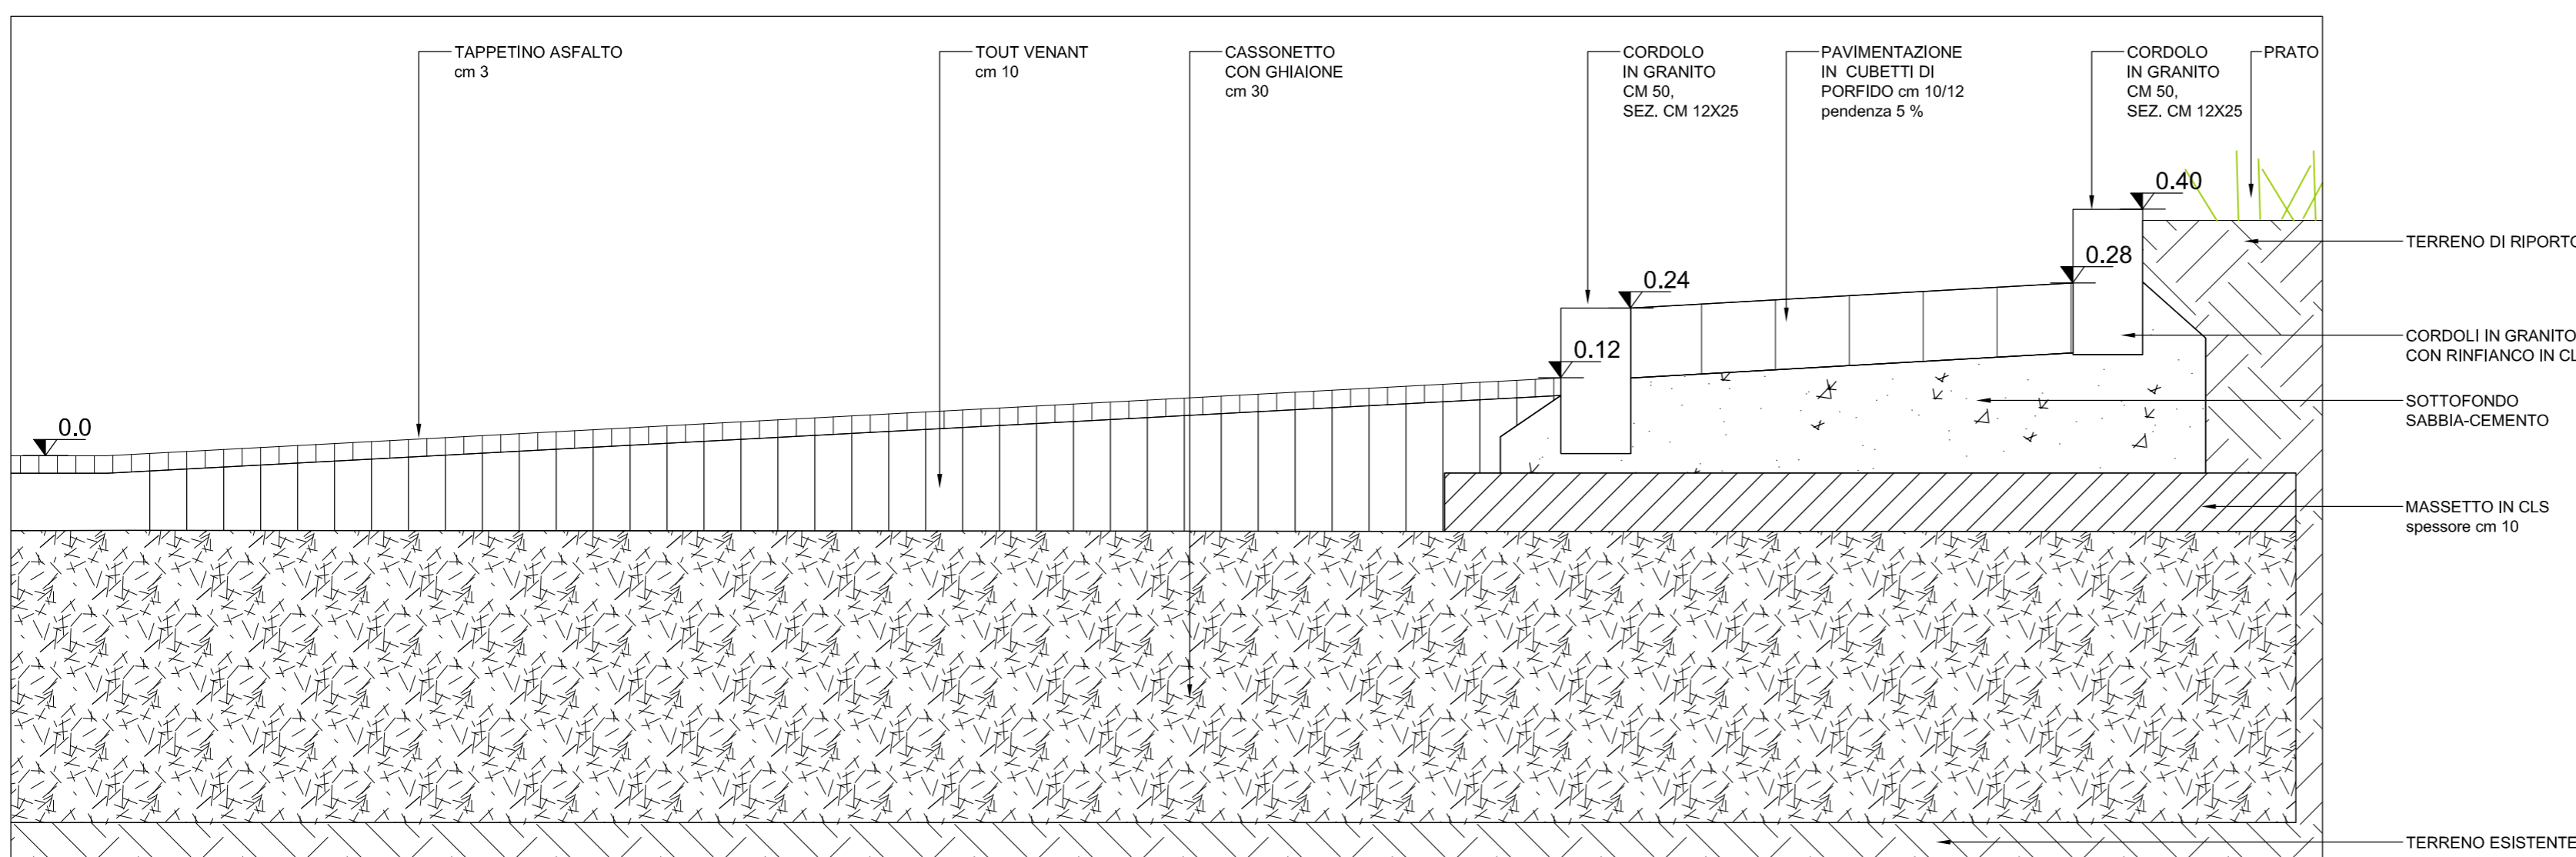 TAPPETINO ASFALTO
cm 3
TOUT VENANT
cm 10
CASSONETTO
CON GHIAIONE
cm 30
CORDOLO
IN GRANITO
CM 50,
SEZ. CM 12X25
PAVIMENTAZIONE
IN CUBETTI DI
PORFIDO cm 10/12
pendenza 5 %
CORDOLO
IN GRANITO
CM 50,
SEZ. CM 12X25
PRATO
0.40
TERRENO DI RIPORTO
0.28
0.24
CORDOLI IN GRANITO
CON RINFIANCO IN CL
0.12
SOTTOFONDO
SABBIA-CEMENTO
0.0
MASSETTO IN CLS
spessore cm 10
TERRENO ESISTENTE